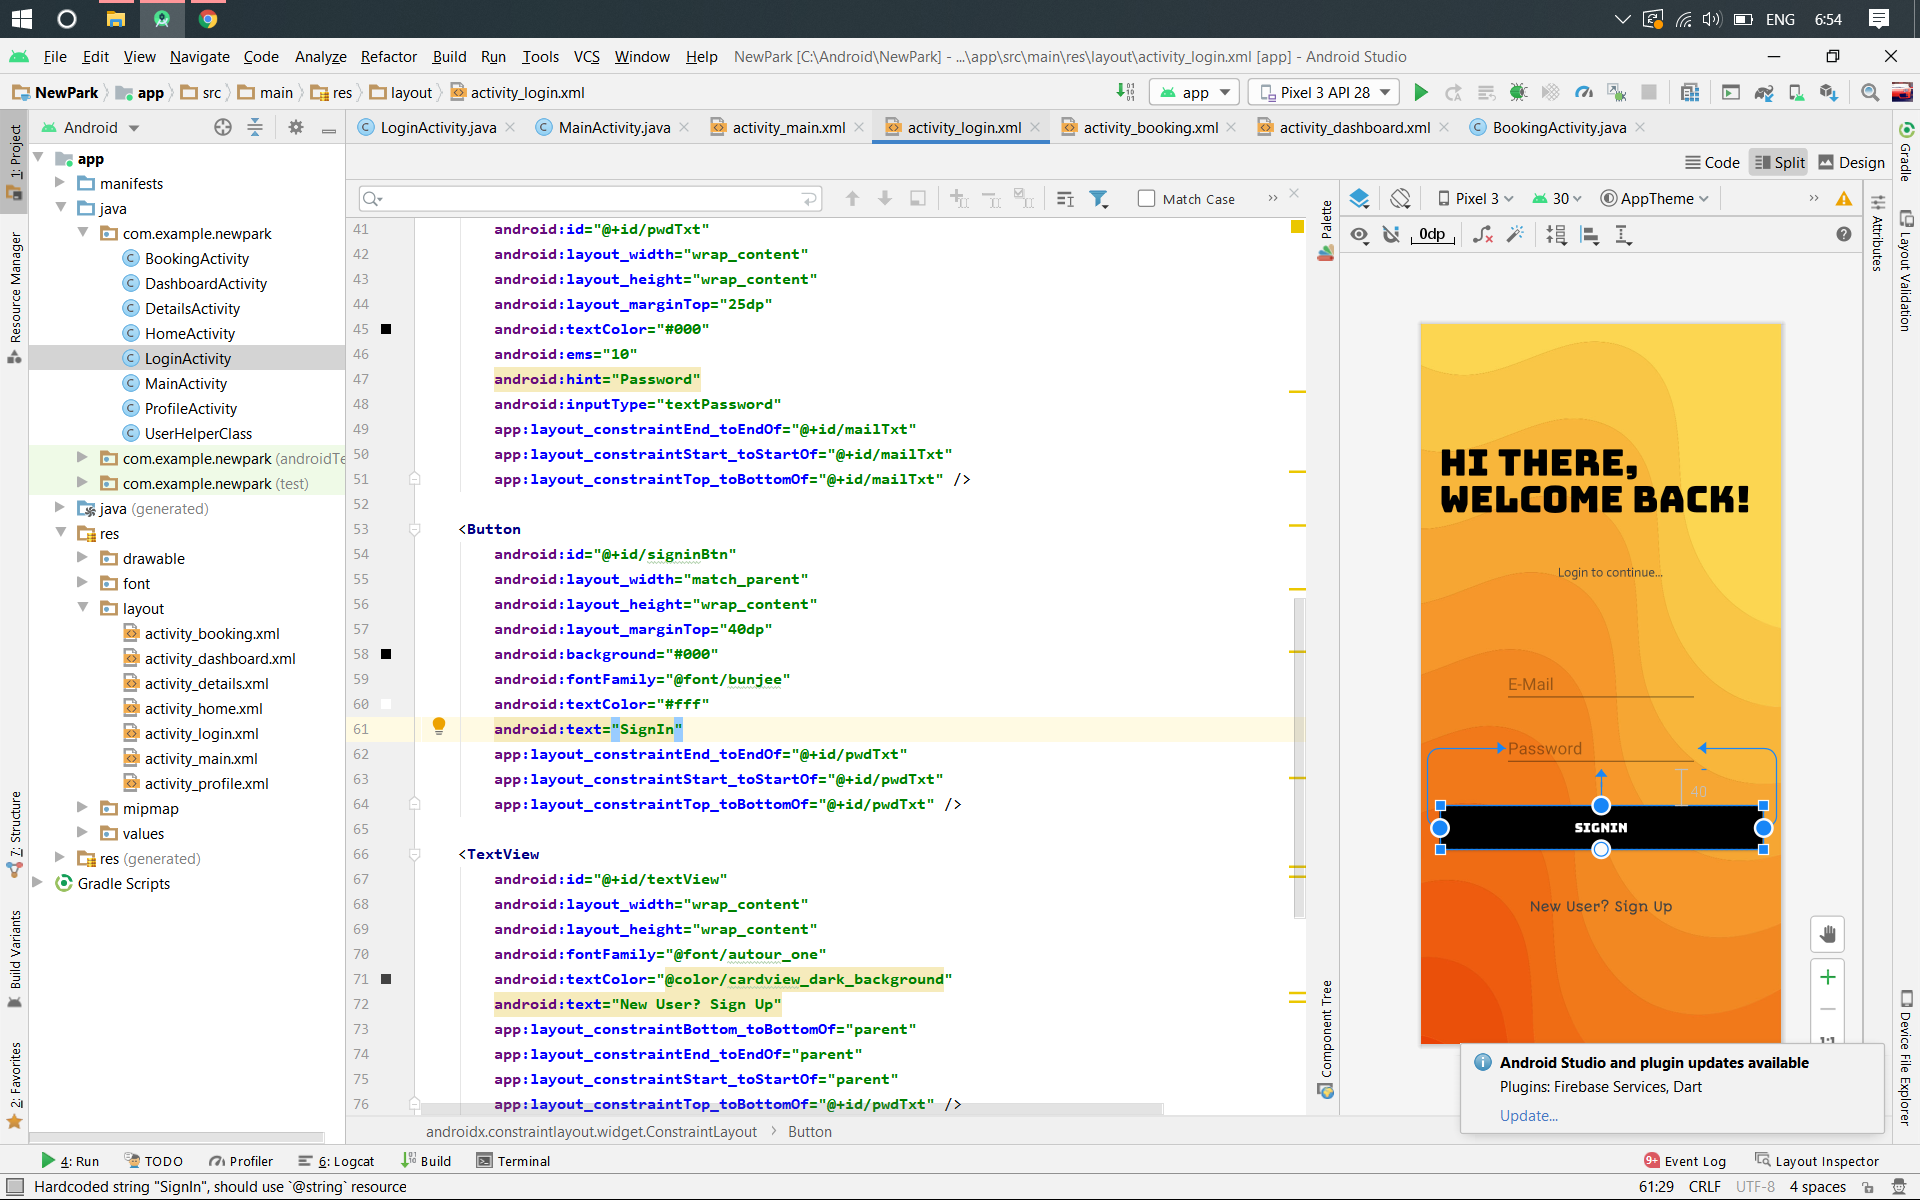 ENG 6:54
File Edit View Navigate Code Analyze Refactor Build Run Tools VCS Window Help NewPark [C:\Android\NewPark] - ...\app\src\main\res\layout\activity_login.xml [app] - Android Studio
NewPark app src main res layout activity_login.xml app Pixel 3 API 28
Android LoginActivity.java MainActivity.java activity_main.xml activity_login.xml activity_booking.xml activity_dashboard.xml BookingActivity.java
Code Split Design
Match Case
Pixel 3 30 AppTheme
0dp
1: Project
Resource Manager
7: Structure
Build Variants
2: Favorites
app
manifests
java
com.example.newpark
BookingActivity
DashboardActivity
DetailsActivity
HomeActivity
LoginActivity
MainActivity
ProfileActivity
UserHelperClass
com.example.newpark (androidTe
com.example.newpark (test)
java (generated)
res
drawable
font
layout
activity_booking.xml
activity_dashboard.xml
activity_details.xml
activity_home.xml
activity_login.xml
activity_main.xml
activity_profile.xml
mipmap
values
res (generated)
Gradle Scripts
41 android:id="@+id/pwdTxt"
42 android:layout_width="wrap_content"
43 android:layout_height="wrap_content"
44 android:layout_marginTop="25dp"
45 android:textColor="#000"
46 android:ems="10"
47 android:hint="Password"
48 android:inputType="textPassword"
49 app:layout_constraintEnd_toEndOf="@+id/mailTxt"
50 app:layout_constraintStart_toStartOf="@+id/mailTxt"
51 app:layout_constraintTop_toBottomOf="@+id/mailTxt" />
52
53 <Button
54 android:id="@+id/signinBtn"
55 android:layout_width="match_parent"
56 android:layout_height="wrap_content"
57 android:layout_marginTop="40dp"
58 android:background="#000"
59 android:fontFamily="@font/bunjee"
60 android:textColor="#fff"
61 android:text="SignIn"
62 app:layout_constraintEnd_toEndOf="@+id/pwdTxt"
63 app:layout_constraintStart_toStartOf="@+id/pwdTxt"
64 app:layout_constraintTop_toBottomOf="@+id/pwdTxt" />
65
66 <TextView
67 android:id="@+id/textView"
68 android:layout_width="wrap_content"
69 android:layout_height="wrap_content"
70 android:fontFamily="@font/autour_one"
71 android:textColor="@color/cardview_dark_background"
72 android:text="New User? Sign Up"
73 app:layout_constraintBottom_toBottomOf="parent"
74 app:layout_constraintEnd_toEndOf="parent"
75 app:layout_constraintStart_toStartOf="parent"
76 app:layout_constraintTop_toBottomOf="@+id/pwdTxt" />
androidx.constraintlayout.widget.ConstraintLayout Button
Palette
Component Tree
HI THERE,
WELCOME BACK!
Login to continue...
E-Mail
Password
40
SIGNIN
New User? Sign Up
1:1
Attributes
Gradle
Layout Validation
Device File Explorer
Android Studio and plugin updates available
Plugins: Firebase Services, Dart
Update...
4: Run TODO Profiler 6: Logcat Build Terminal 9+ Event Log Layout Inspector
Hardcoded string "SignIn", should use `@string` resource 61:29 CRLF UTF-8 4 spaces